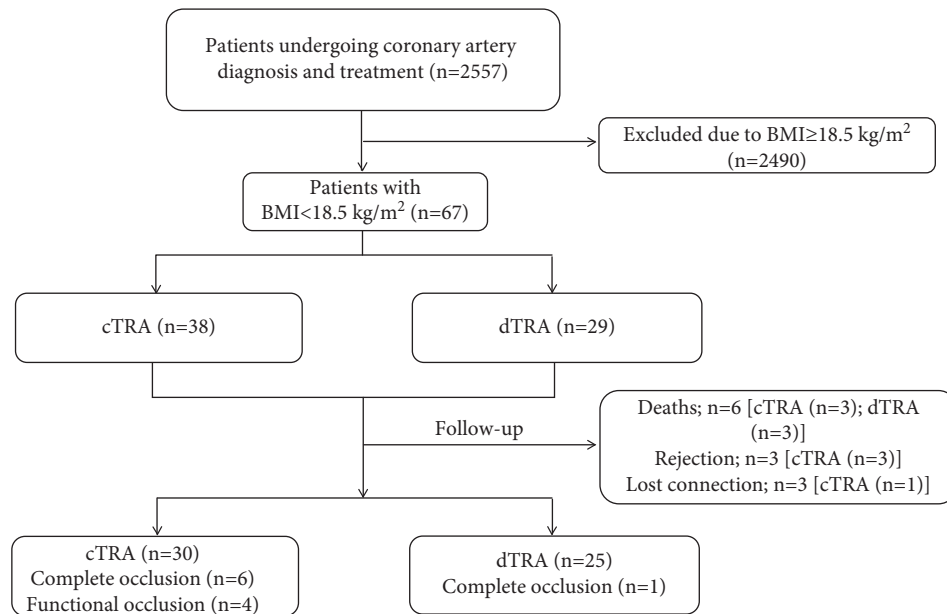 Patients undergoing coronary artery
diagnosis and treatment (n=2557)
Excluded due to BMI≥18.5 kg/m²
(n=2490)
Patients with
BMI<18.5 kg/m² (n=67)
cTRA (n=38)
dTRA (n=29)
Deaths; n=6 [cTRA (n=3); dTRA
(n=3)]
Rejection; n=3 [cTRA (n=3)]
Lost connection; n=3 [cTRA (n=1)]
Follow-up
cTRA (n=30)
Complete occlusion (n=6)
Functional occlusion (n=4)
dTRA (n=25)
Complete occlusion (n=1)